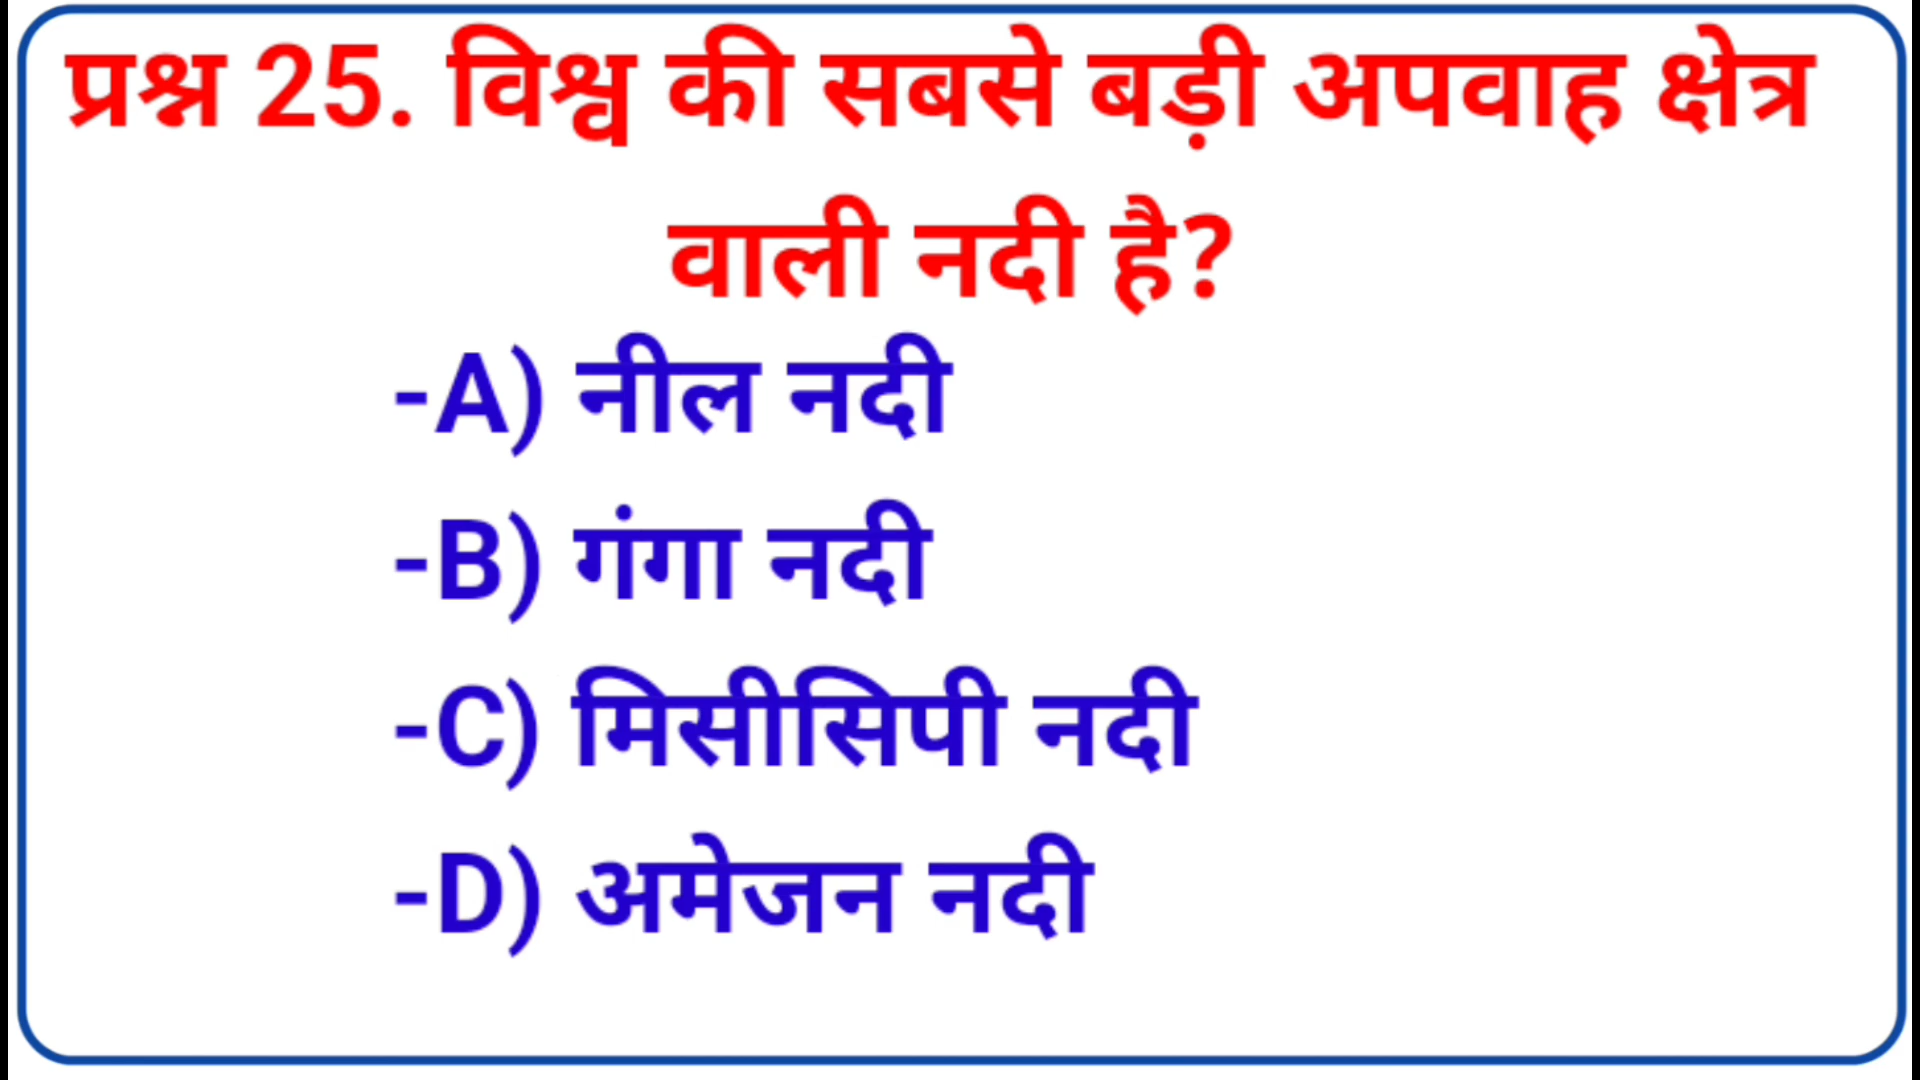 प्रश्न 25. विश्व की सबसे बड़ी अपवाह क्षेत्र
वाली नदी है?
-A) नील नदी
-B) गंगा नदी
-C) मिसीसिपी नदी
-D) अमेजन नदी